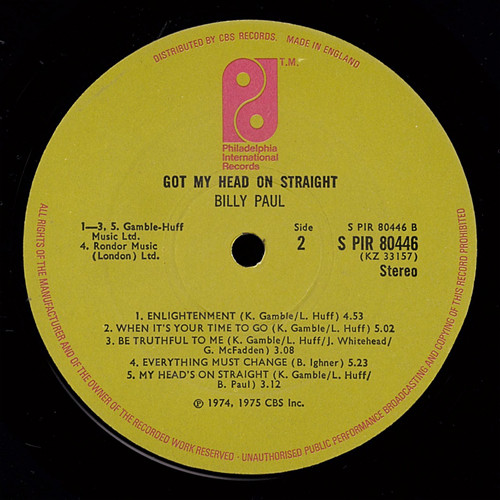 DISTRIBUTED BY CBS RECORDS. MADE IN ENGLAND
T.M.
Philadelphia
International
Records
GOT MY HEAD ON STRAIGHT
BILLY PAUL
1—3, 5. Gamble-Huff
Music Ltd.
4. Rondor Music
(London) Ltd.
Side
2
S PIR 80446 B
S PIR 80446
(KZ 33157)
Stereo
1. ENLIGHTENMENT (K. Gamble/L. Huff) 4.53
2. WHEN IT'S YOUR TIME TO GO (K. Gamble/L. Huff) 5.02
3. BE TRUTHFUL TO ME (K. Gamble/L. Huff/J. Whitehead/
G. McFadden) 3.08
4. EVERYTHING MUST CHANGE (B. Ighner) 5.23
5. MY HEAD'S ON STRAIGHT (K. Gamble/L. Huff/
B. Paul) 3.12
℗ 1974, 1975 CBS Inc.
ALL RIGHTS OF THE MANUFACTURER AND OF THE OWNER OF THE RECORDED WORK RESERVED · UNAUTHORISED PUBLIC PERFORMANCE BROADCASTING AND COPYING OF THIS RECORD PROHIBITED